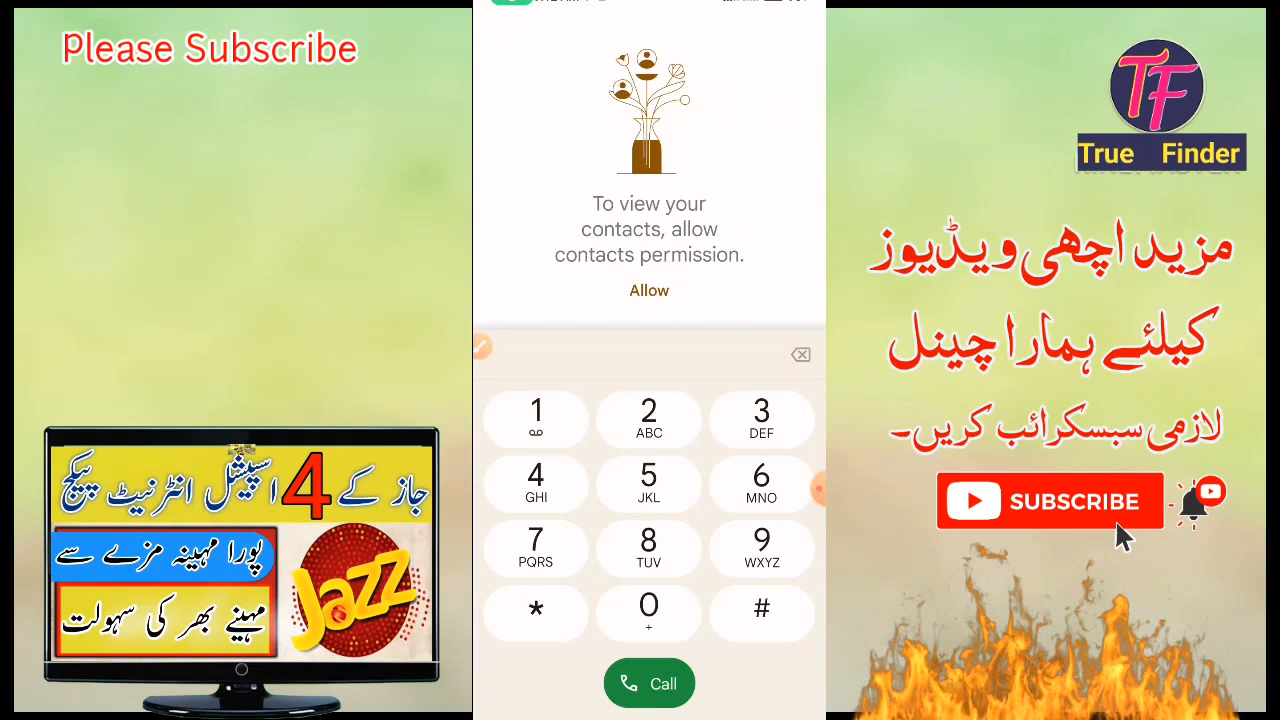 Please Subscribe
جاز کے 4 اسپیشل انٹرنیٹ پیکج
پورا مہینہ مزے سے
مہینے بھر کی سہولت
Jazz
To view your
contacts, allow
contacts permission.
Allow
1
2 ABC
3 DEF
4 GHI
5 JKL
6 MNO
7 PQRS
8 TUV
9 WXYZ
*
0 +
#
Call
TF
True Finder
مزید اچھی ویڈیوز
کیلئے ہمارا چینل
لازمی سبسکرائب کریں۔
SUBSCRIBE